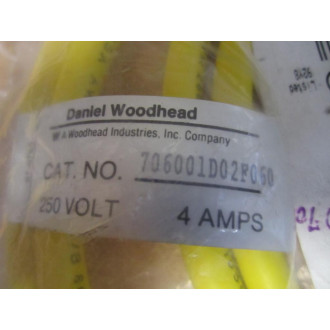 Daniel Woodhead
A Woodhead Industries, Inc. Company
CAT. NO. 706001D02F060
250 VOLT 4 AMPS